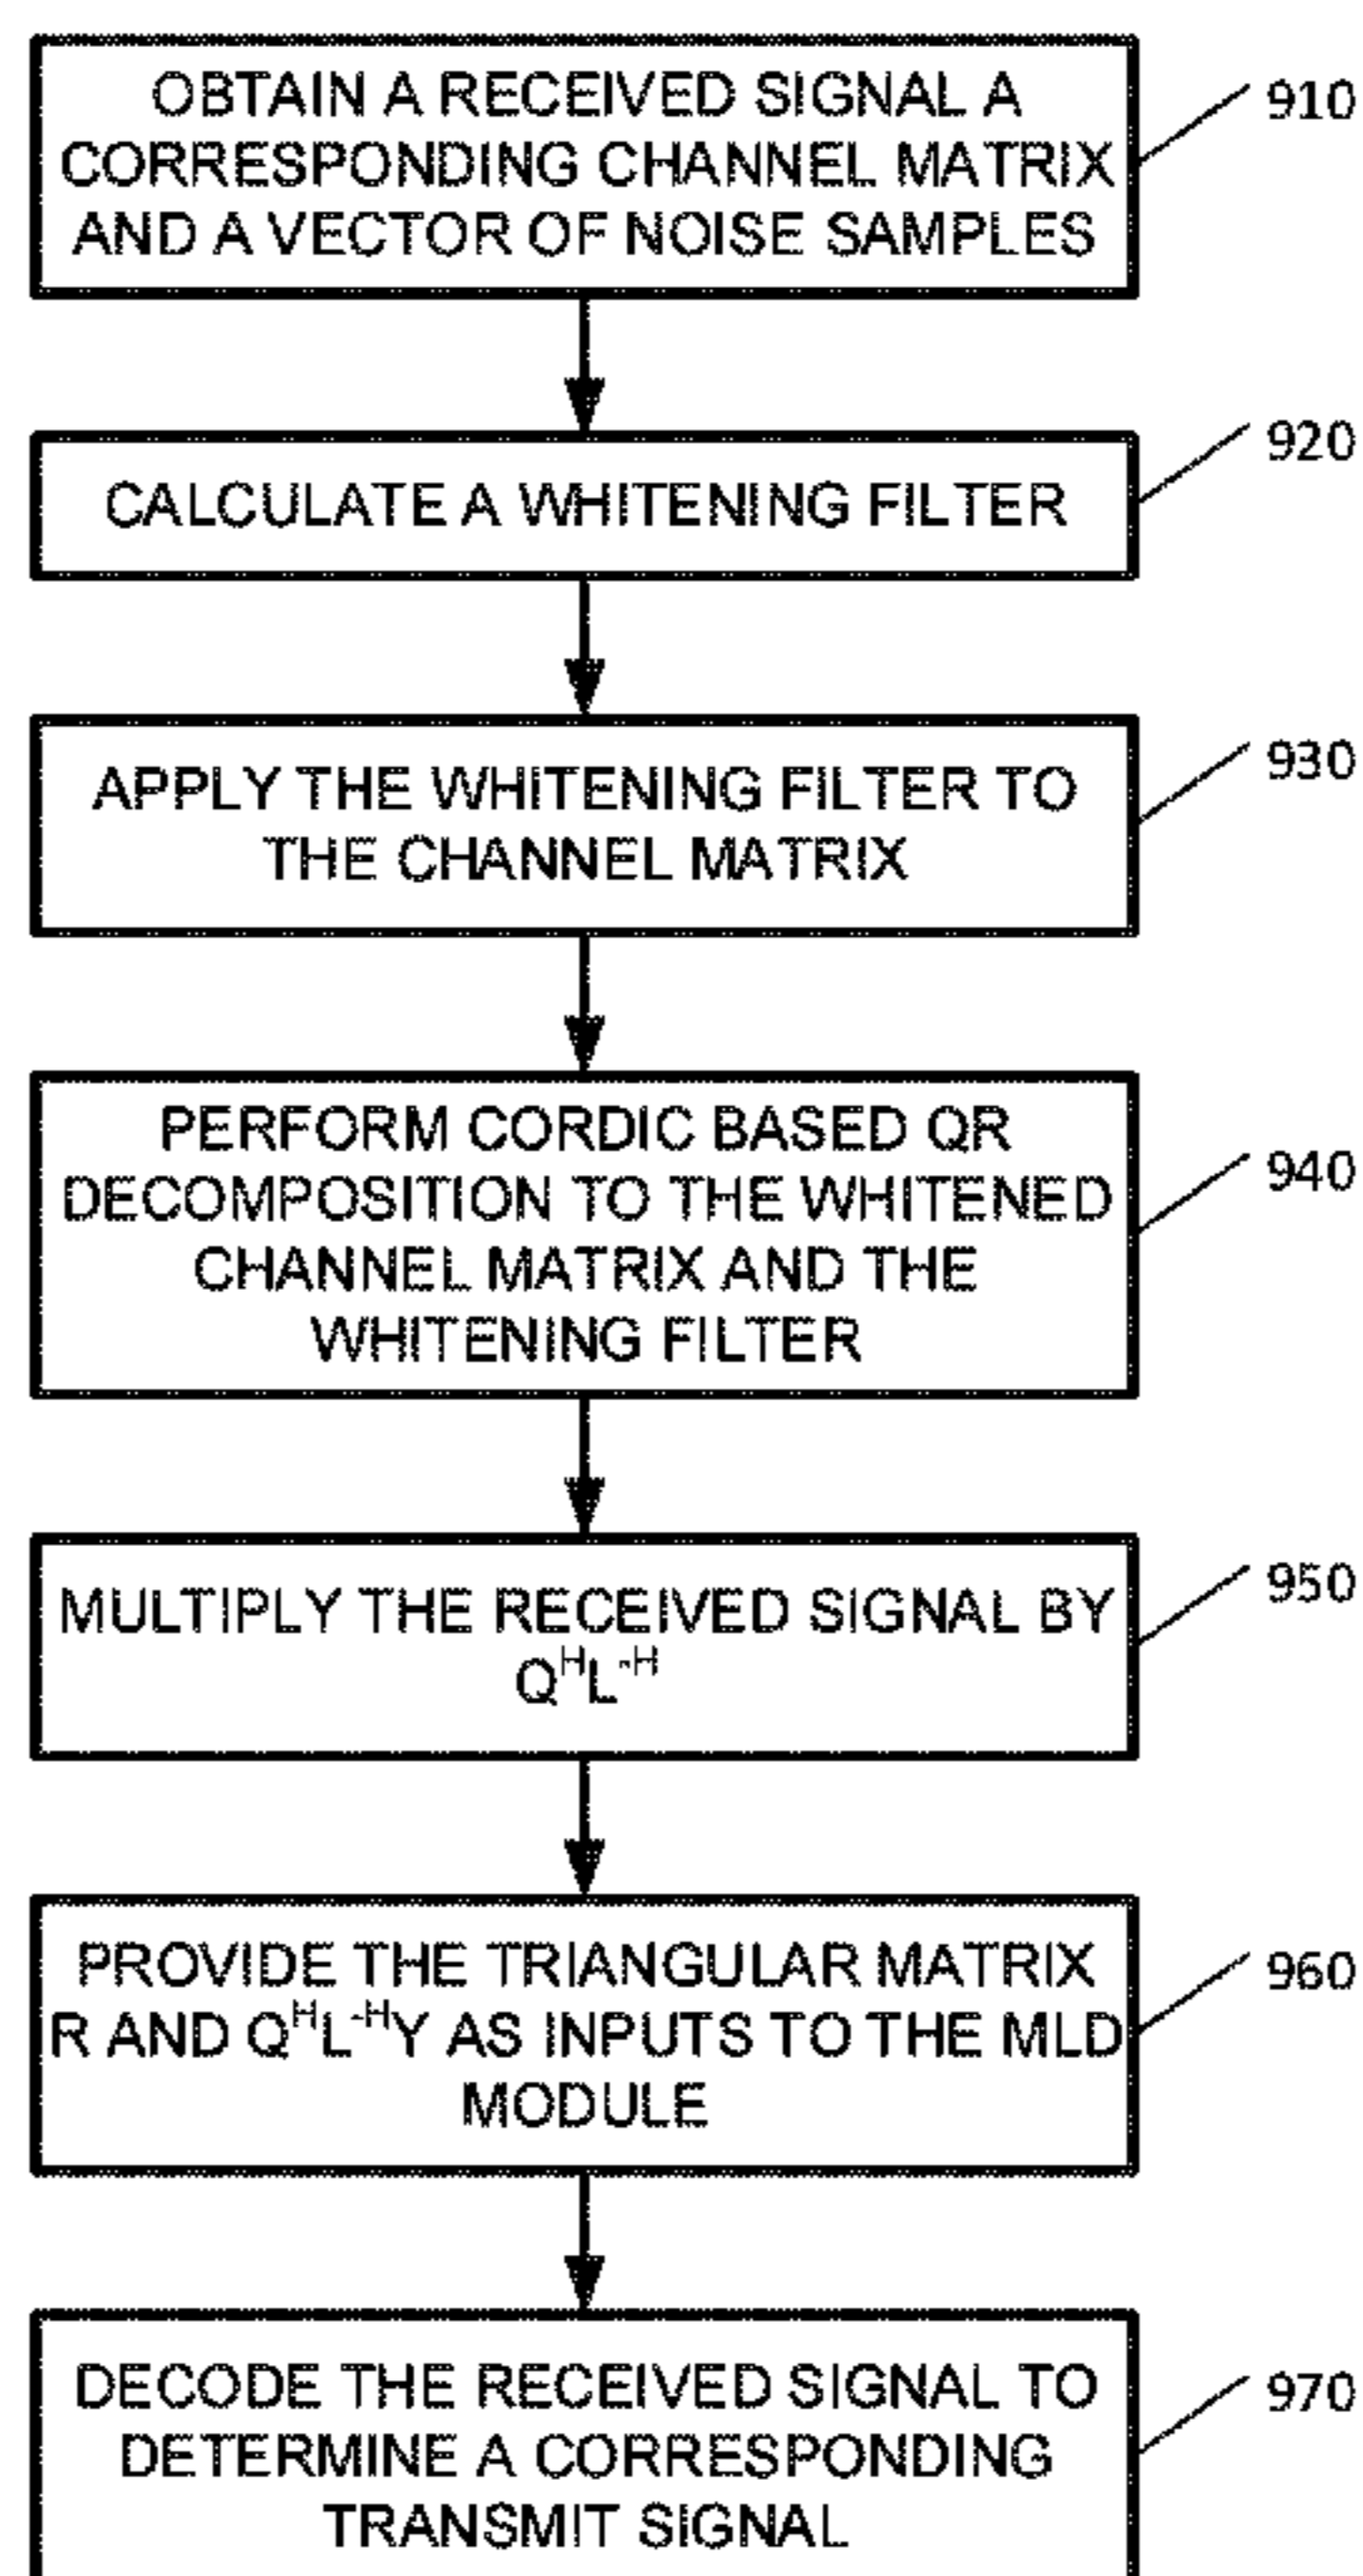 OBTAIN A RECEIVED SIGNAL A
CORRESPONDING CHANNEL MATRIX
AND A VECTOR OF NOISE SAMPLES
910
CALCULATE A WHITENING FILTER
920
APPLY THE WHITENING FILTER TO
THE CHANNEL MATRIX
930
PERFORM CORDIC BASED QR
DECOMPOSITION TO THE WHITENED
CHANNEL MATRIX AND THE
WHITENING FILTER
940
MULTIPLY THE RECEIVED SIGNAL BY
Q^H L^-H
950
PROVIDE THE TRIANGULAR MATRIX
R AND Q^H L^-H Y AS INPUTS TO THE MLD
MODULE
960
DECODE THE RECEIVED SIGNAL TO
DETERMINE A CORRESPONDING
TRANSMIT SIGNAL
970